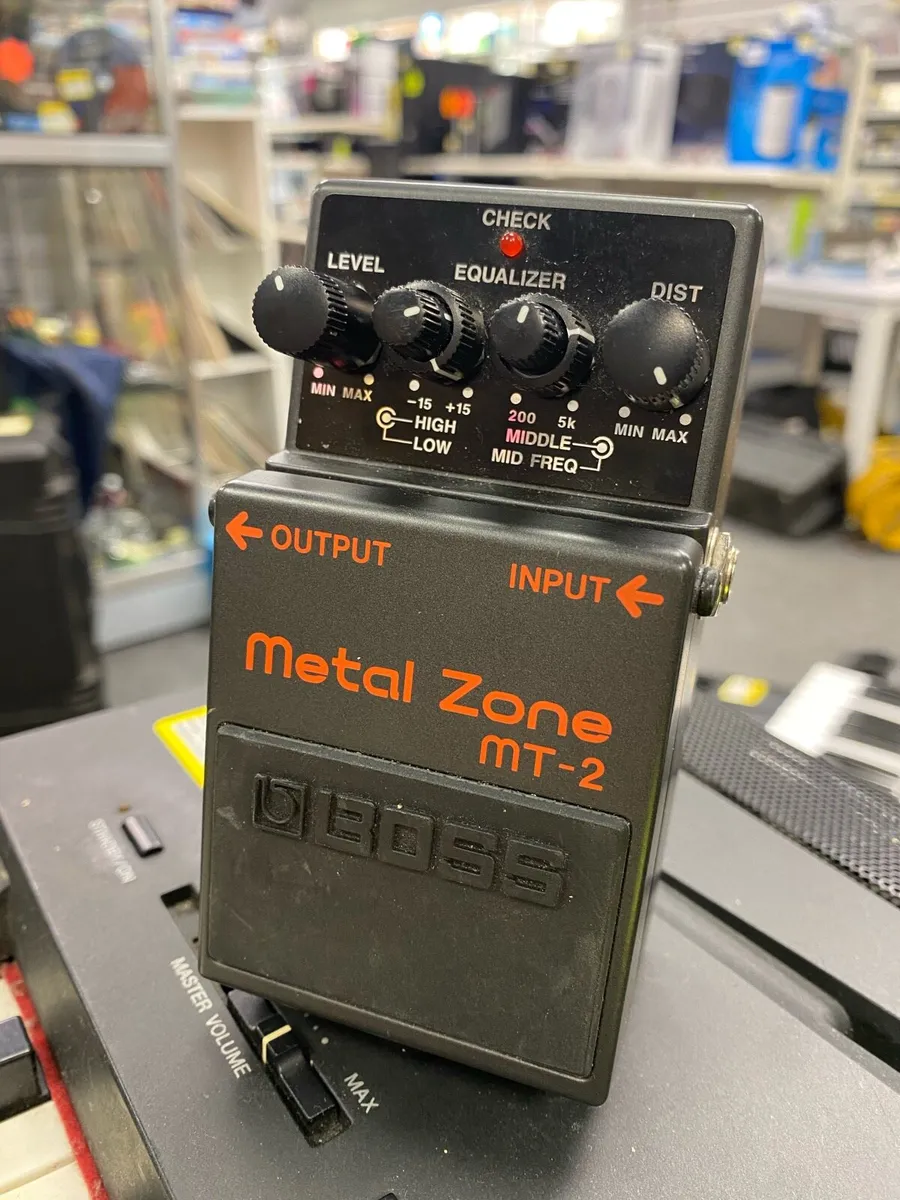 CHECK
LEVEL
EQUALIZER
DIST
MIN MAX
-15 +15
HIGH
LOW
200 5k
MIDDLE
MID FREQ
MIN MAX
OUTPUT
INPUT
Metal Zone
MT-2
BOSS
STANDBY/ON
MASTER VOLUME
MAX